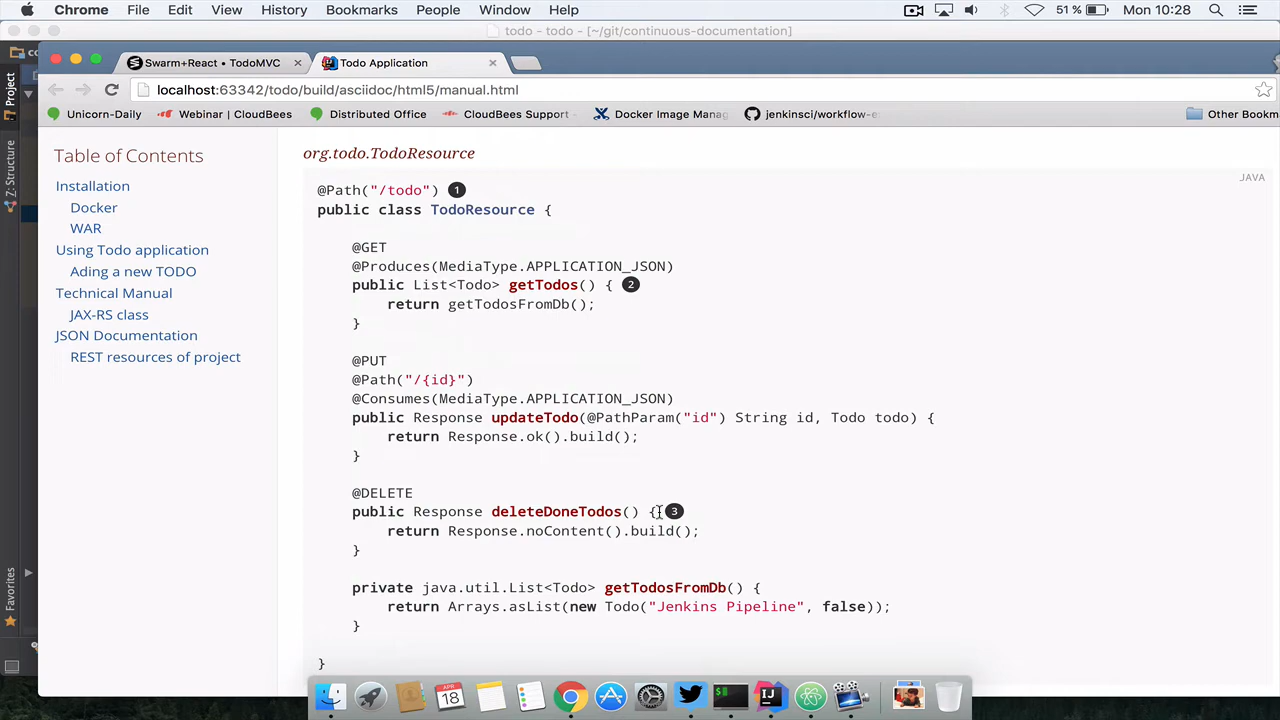 Chrome File Edit View History Bookmarks People Window Help 51 % Mon 10:28
todo - todo - [~/git/continuous-documentation]
Swarm+React • TodoMVC
Todo Application
localhost:63342/todo/build/asciidoc/html5/manual.html
Unicorn-Daily
Webinar | CloudBees
Distributed Office
CloudBees Support
Docker Image Mana
jenkinsci/workflow-e
Other Bookm
Project
Z: Structure
Favorites
Table of Contents
Installation
Docker
WAR
Using Todo application
Ading a new TODO
Technical Manual
JAX-RS class
JSON Documentation
REST resources of project
org.todo.TodoResource
JAVA
@Path("/todo") 1
public class TodoResource {
@GET
@Produces(MediaType.APPLICATION_JSON)
public List<Todo> getTodos() { 2
return getTodosFromDb();
}
@PUT
@Path("/{id}")
@Consumes(MediaType.APPLICATION_JSON)
public Response updateTodo(@PathParam("id") String id, Todo todo) {
return Response.ok().build();
}
@DELETE
public Response deleteDoneTodos() { 3
return Response.noContent().build();
}
private java.util.List<Todo> getTodosFromDb() {
return Arrays.asList(new Todo("Jenkins Pipeline", false));
}
}
APR
18
$
IJ